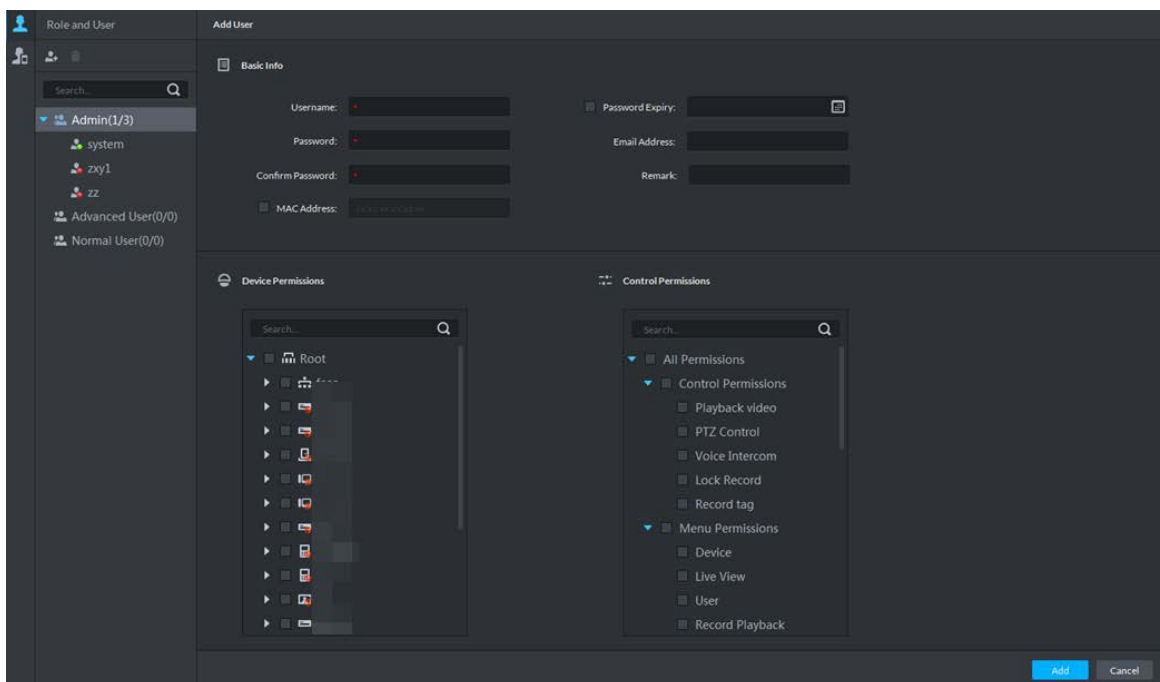 Role and User
Add User
Basic Info
Search...
Username: *
Password Expiry:
Admin(1/3)
Password: *
Email Address:
system
Confirm Password: *
Remark:
zxy1
MAC Address:
zz
Advanced User(0/0)
Normal User(0/0)
Device Permissions
Control Permissions
Search...
Search...
Root
All Permissions
Control Permissions
Playback video
PTZ Control
Voice Intercom
Lock Record
Record tag
Menu Permissions
Device
Live View
User
Record Playback
Add
Cancel